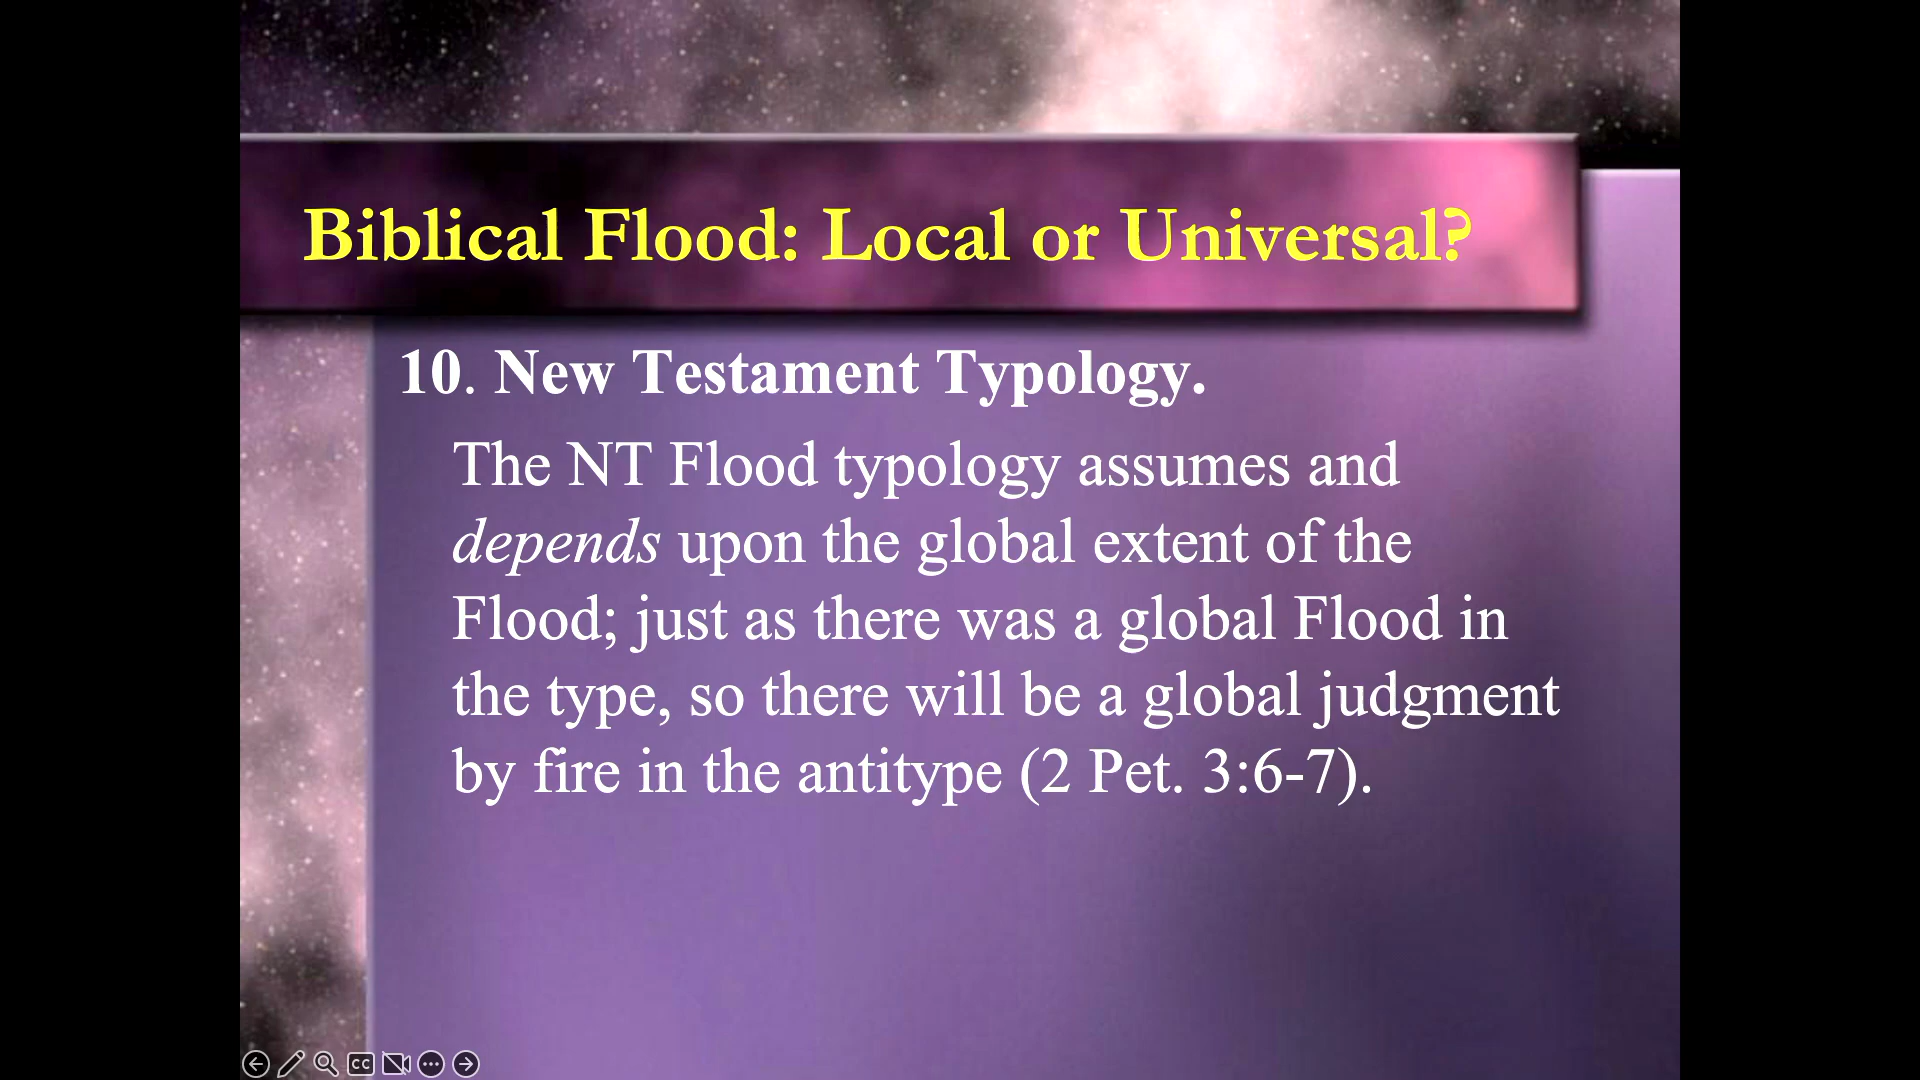 Biblical Flood: Local or Universal?
10. New Testament Typology.
The NT Flood typology assumes and
depends upon the global extent of the
Flood; just as there was a global Flood in
the type, so there will be a global judgment
by fire in the antitype (2 Pet. 3:6-7).
CC